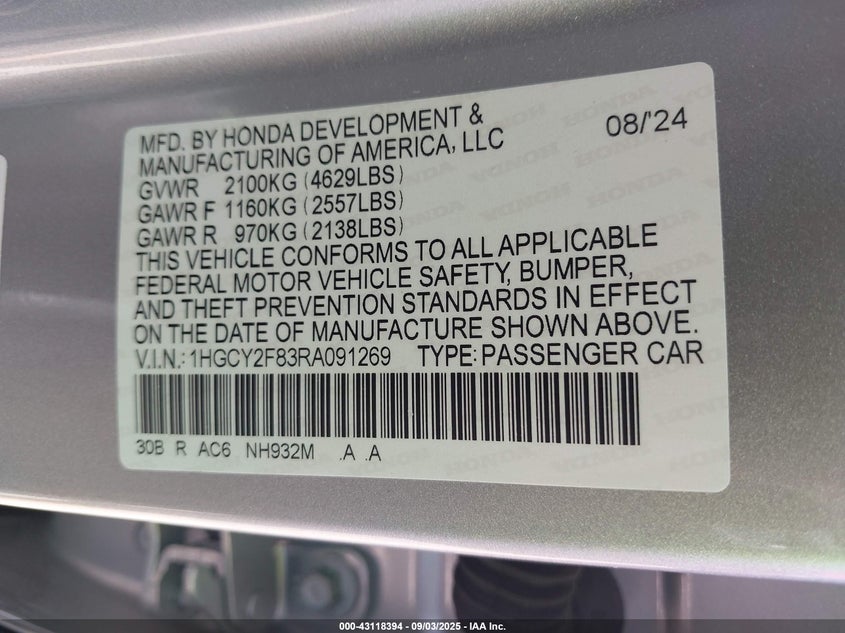 MFD. BY HONDA DEVELOPMENT & 08/'24
MANUFACTURING OF AMERICA, LLC
GVWR 2100KG (4629LBS)
GAWR F 1160KG (2557LBS)
GAWR R 970KG (2138LBS)
THIS VEHICLE CONFORMS TO ALL APPLICABLE
FEDERAL MOTOR VEHICLE SAFETY, BUMPER,
AND THEFT PREVENTION STANDARDS IN EFFECT
ON THE DATE OF MANUFACTURE SHOWN ABOVE.
V.I.N.: 1HGCY2F83RA091269 TYPE: PASSENGER CAR
30B R AC6 NH932M .A .A
000-43118394 - 09/03/2025 - IAA Inc.